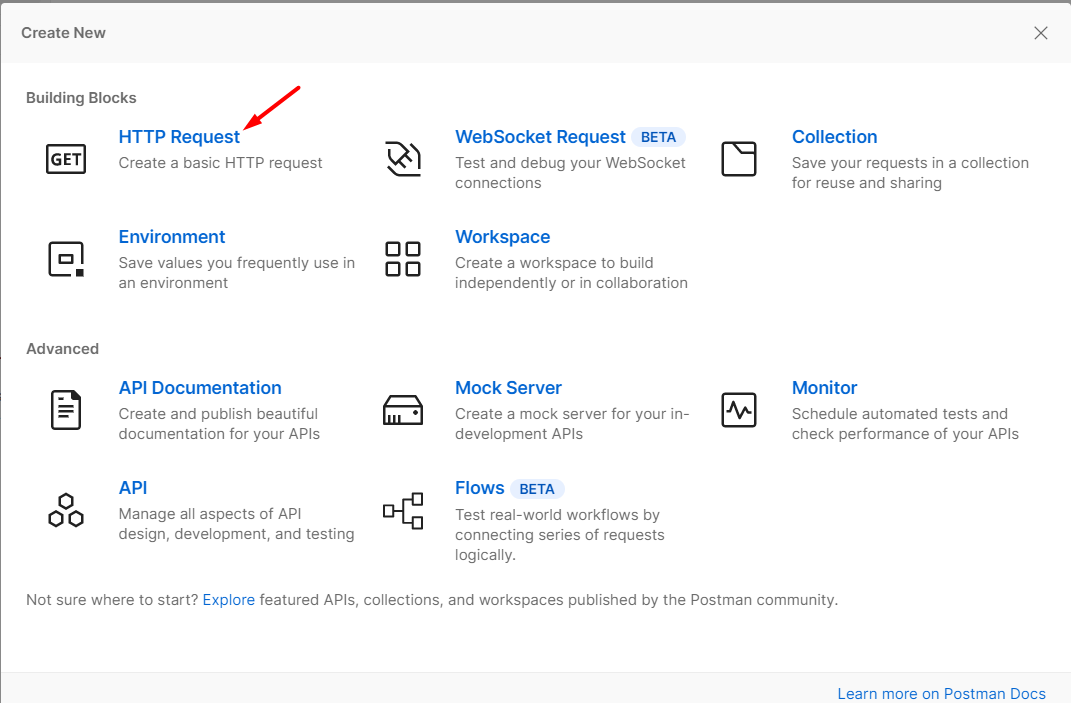 Create New
Building Blocks
GET
HTTP Request
Create a basic HTTP request
WebSocket Request BETA
Test and debug your WebSocket
connections
Collection
Save your requests in a collection
for reuse and sharing
Environment
Save values you frequently use in
an environment
Workspace
Create a workspace to build
independently or in collaboration
Advanced
API Documentation
Create and publish beautiful
documentation for your APIs
Mock Server
Create a mock server for your in-
development APIs
Monitor
Schedule automated tests and
check performance of your APIs
API
Manage all aspects of API
design, development, and testing
Flows BETA
Test real-world workflows by
connecting series of requests
logically.
Not sure where to start? Explore featured APIs, collections, and workspaces published by the Postman community.
Learn more on Postman Docs